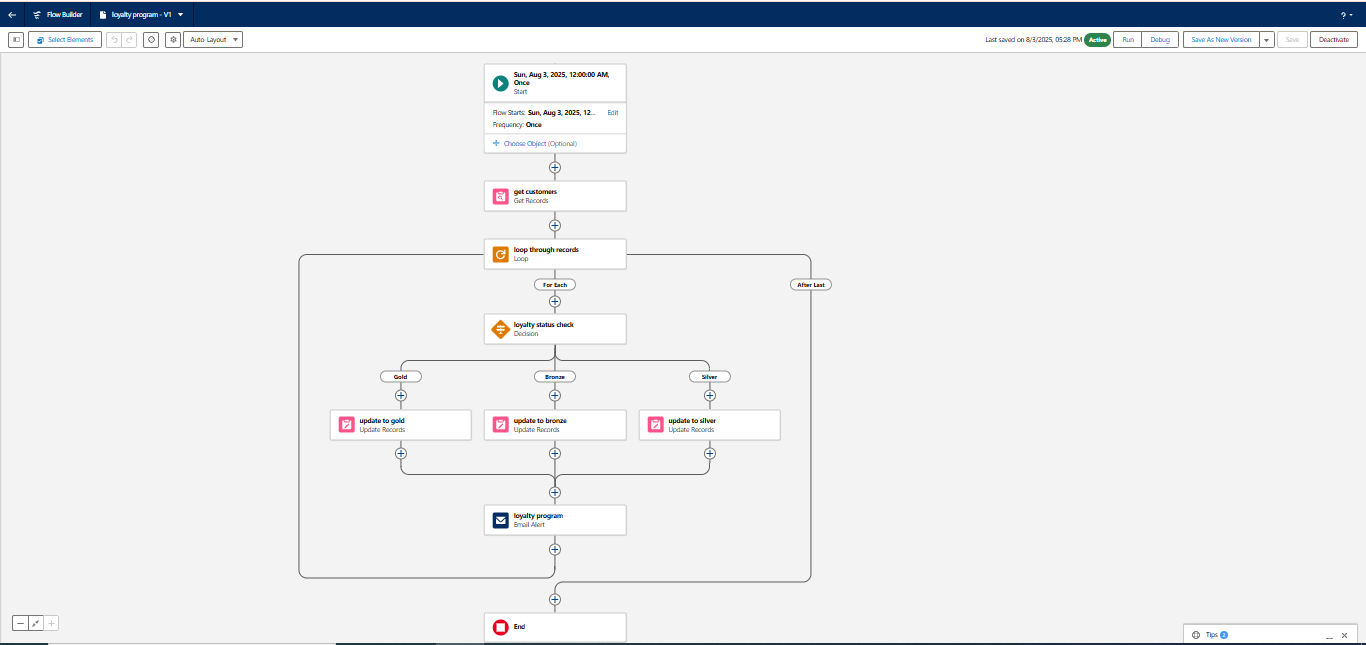 Flow Builder
loyalty program - V1
?
Select Elements
Auto-Layout
Last saved on 8/3/2025, 05:28 PM
Active
Run
Debug
Save As New Version
Save
Deactivate
Sun, Aug 3, 2025, 12:00:00 AM,
Once
Start
Flow Starts: Sun, Aug 3, 2025, 12...
Edit
Frequency: Once
Choose Object (Optional)
get customers
Get Records
loop through records
Loop
For Each
After Last
loyalty status check
Decision
Gold
Bronze
Silver
update to gold
Update Records
update to bronze
Update Records
update to silver
Update Records
loyalty program
Email Alert
End
Tips 2